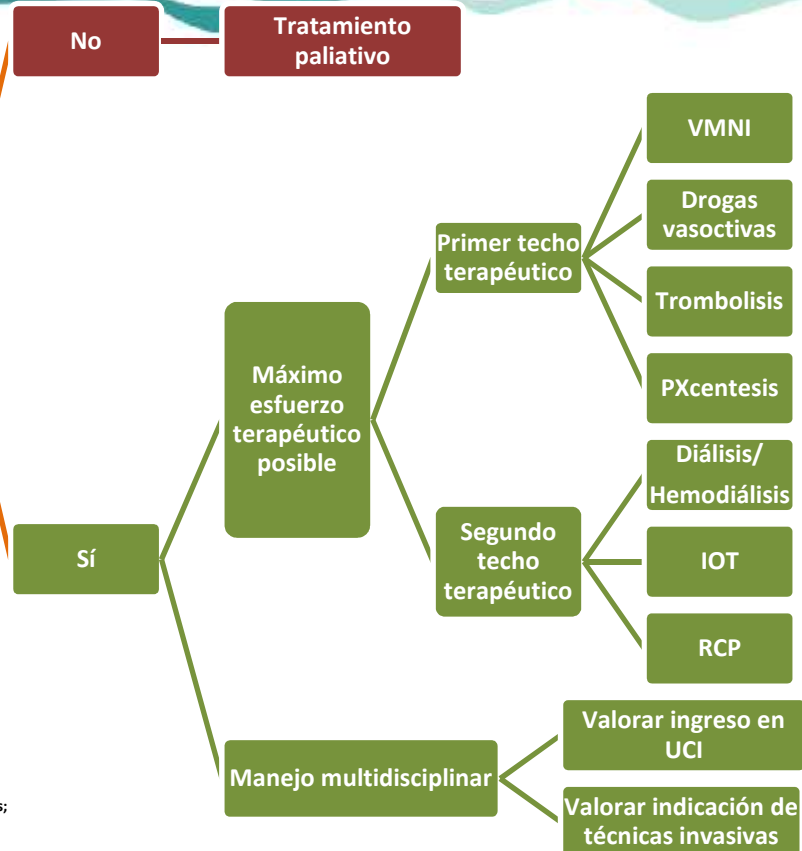 No
Tratamiento
paliativo
VMNI
Drogas
vasoctivas
Primer techo
terapéutico
Trombolisis
Máximo
esfuerzo
terapéutico
posible
PXcentesis
Diálisis/
Hemodiálisis
Segundo
techo
terapéutico
Sí
IOT
RCP
Valorar ingreso en
UCI
Manejo multidisciplinar
s;
Valorar indicación de
técnicas invasivas